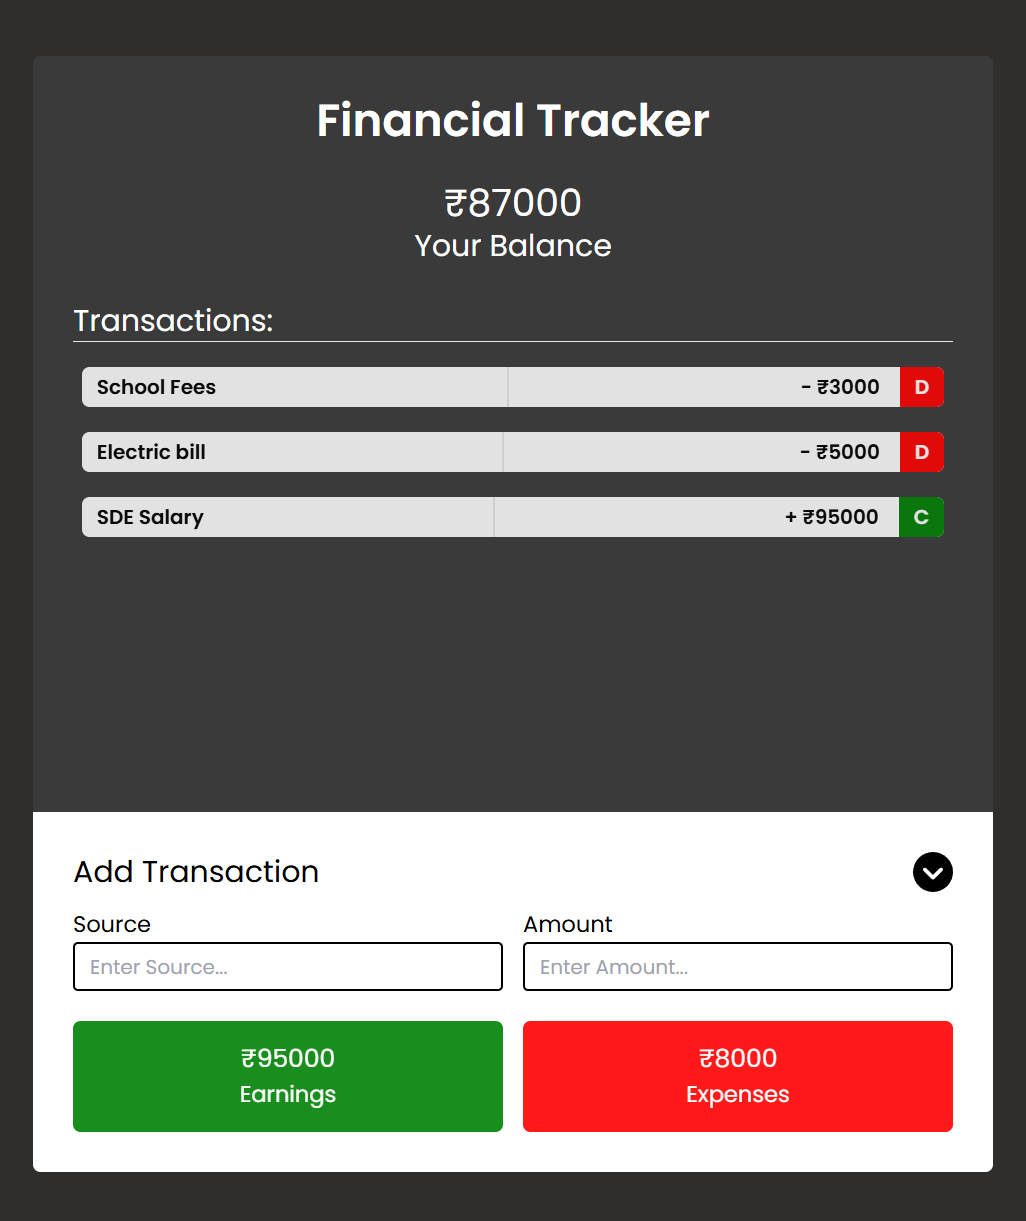 Financial Tracker
₹87000
Your Balance
Transactions:
School Fees - ₹3000 D
Electric bill - ₹5000 D
SDE Salary + ₹95000 C
Add Transaction
Source Amount
Enter Source... Enter Amount...
₹95000 ₹8000
Earnings Expenses